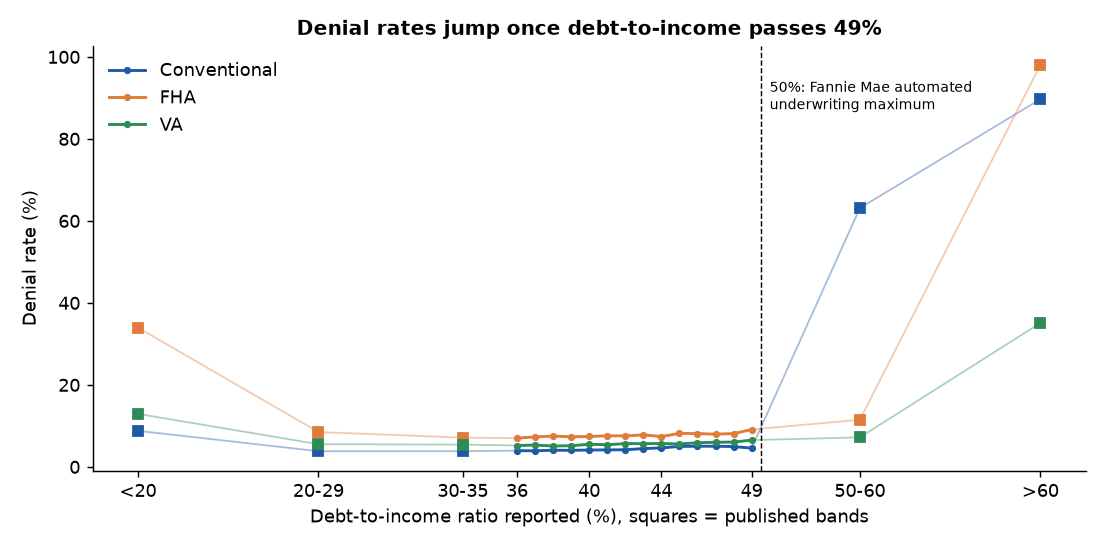 Denial rates jump once debt-to-income passes 49%
Conventional
FHA
VA
50%: Fannie Mae automated
underwriting maximum
Denial rate (%)
100
80
60
40
20
0
<20 20-29 30-35 36 40 44 49 50-60 >60
Debt-to-income ratio reported (%), squares = published bands